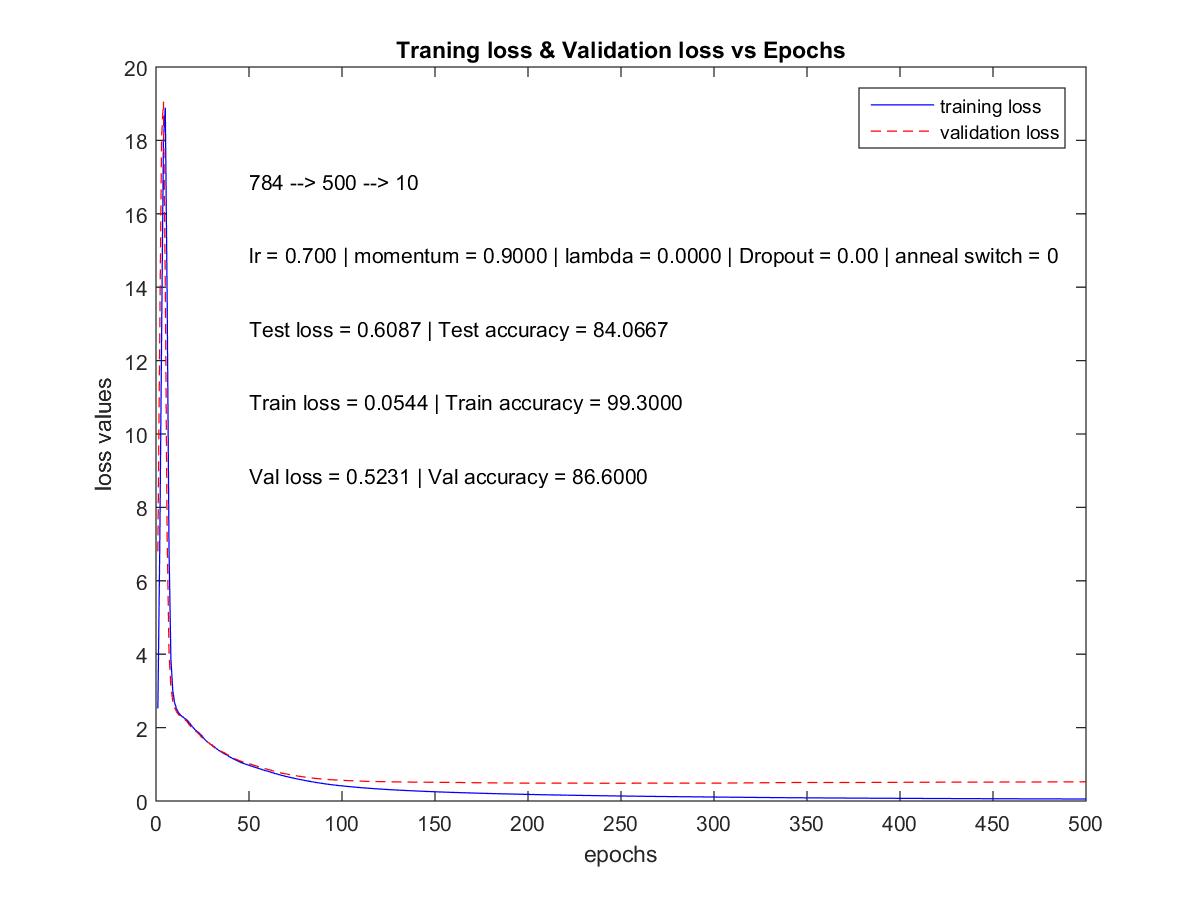 Traning loss & Validation loss vs Epochs
training loss
validation loss
784 --> 500 --> 10
lr = 0.700 | momentum = 0.9000 | lambda = 0.0000 | Dropout = 0.00 | anneal switch = 0
Test loss = 0.6087 | Test accuracy = 84.0667
Train loss = 0.0544 | Train accuracy = 99.3000
Val loss = 0.5231 | Val accuracy = 86.6000
loss values
20
18
16
14
12
10
8
6
4
2
0
0 50 100 150 200 250 300 350 400 450 500
epochs